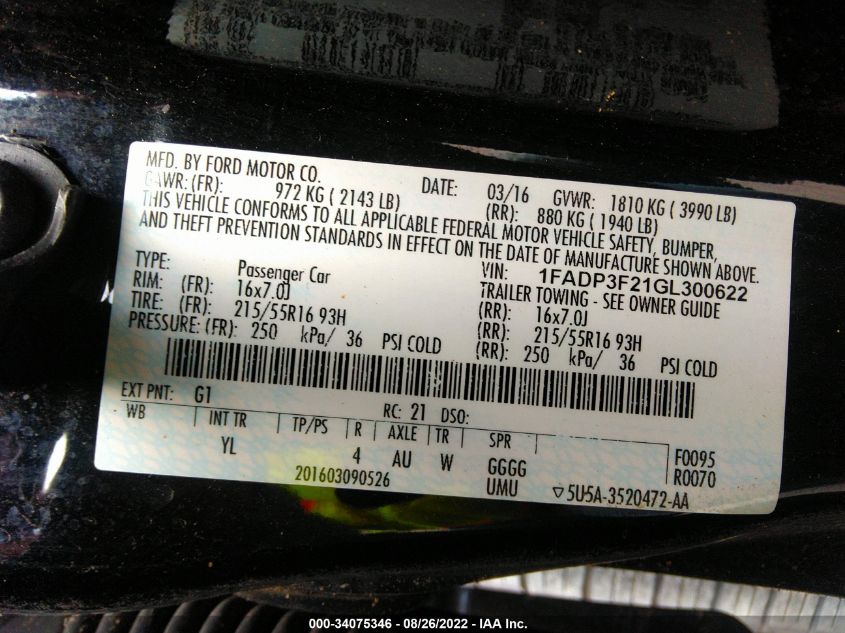 MFD. BY FORD MOTOR CO. DATE: 03/16 GVWR: 1810 KG ( 3990 LB)
GAWR: (FR): 972 KG ( 2143 LB) (RR): 880 KG ( 1940 LB)
THIS VEHICLE CONFORMS TO ALL APPLICABLE FEDERAL MOTOR VEHICLE SAFETY, BUMPER,
AND THEFT PREVENTION STANDARDS IN EFFECT ON THE DATE OF MANUFACTURE SHOWN ABOVE.
TYPE: Passenger Car VIN: 1FADP3F21GL300622
TRAILER TOWING - SEE OWNER GUIDE
RIM: (FR): 16x7.0J (RR): 16x7.0J
TIRE: (FR): 215/55R16 93H (RR): 215/55R16 93H
PRESSURE: (FR): 250 kPa/ 36 PSI COLD (RR): 250 kPa/ 36 PSI COLD
EXT PNT: G1 RC: 21 DSO:
WB INT TR TP/PS R AXLE TR SPR F0095
YL 4 AU W GGGG R0070
201603090526 UMU ▽5U5A-3520472-AA
000-34075346 - 08/26/2022 - IAA Inc.